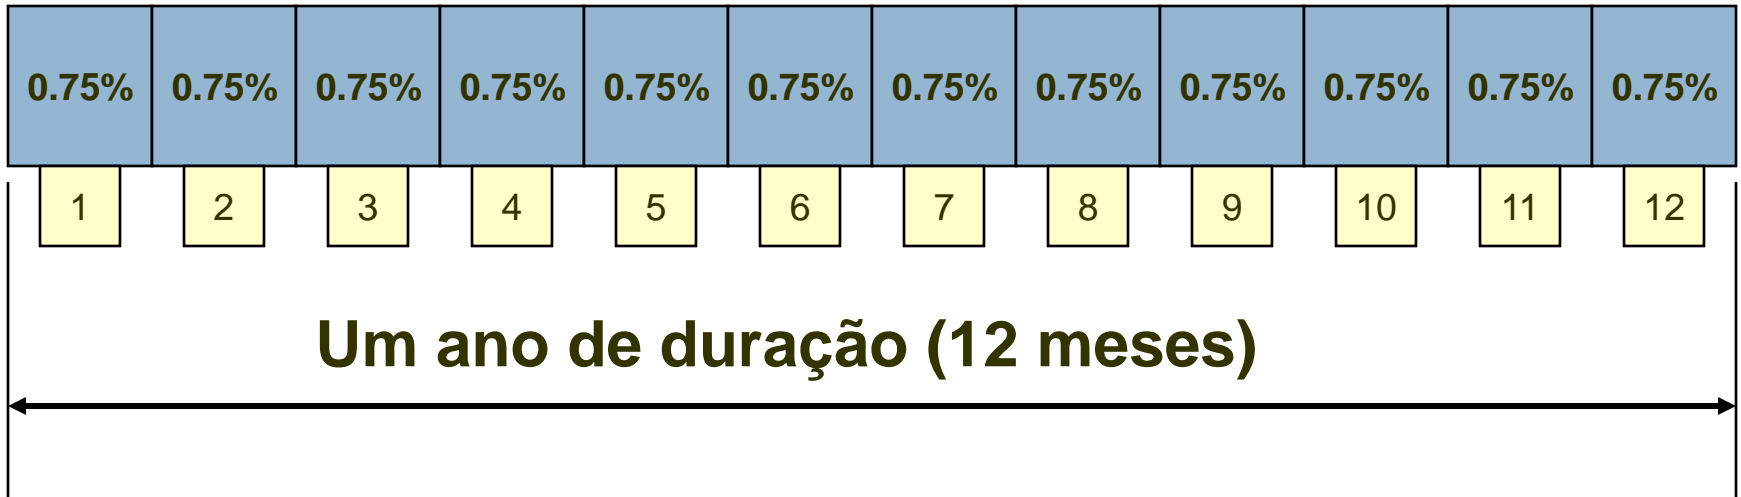 0.75% 0.75% 0.75% 0.75% 0.75% 0.75% 0.75% 0.75% 0.75% 0.75% 0.75% 0.75%
1 2 3 4 5 6 7 8 9 10 11 12
Um ano de duração (12 meses)